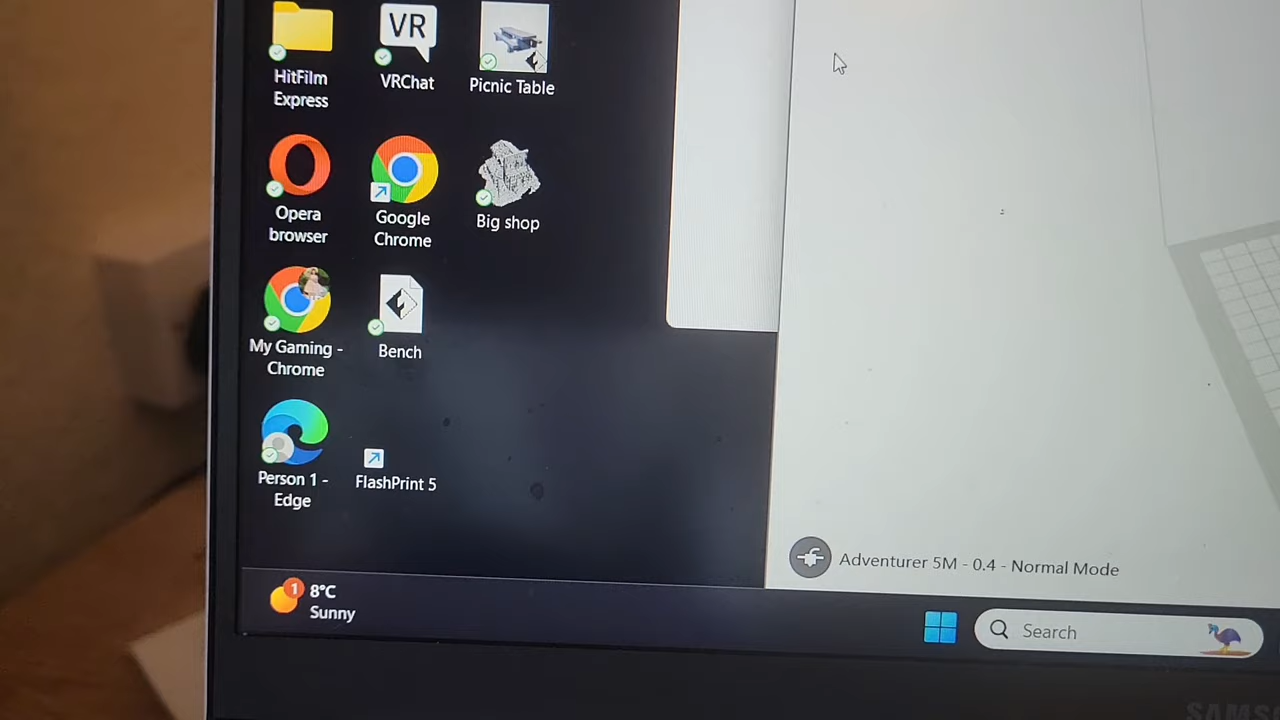 HitFilm
Express
VR
VRChat
Picnic Table
Opera
browser
Google
Chrome
Big shop
My Gaming -
Chrome
Bench
Person 1 -
Edge
FlashPrint 5
Adventurer 5M - 0.4 - Normal Mode
1
8°C
Sunny
Search
SAMS